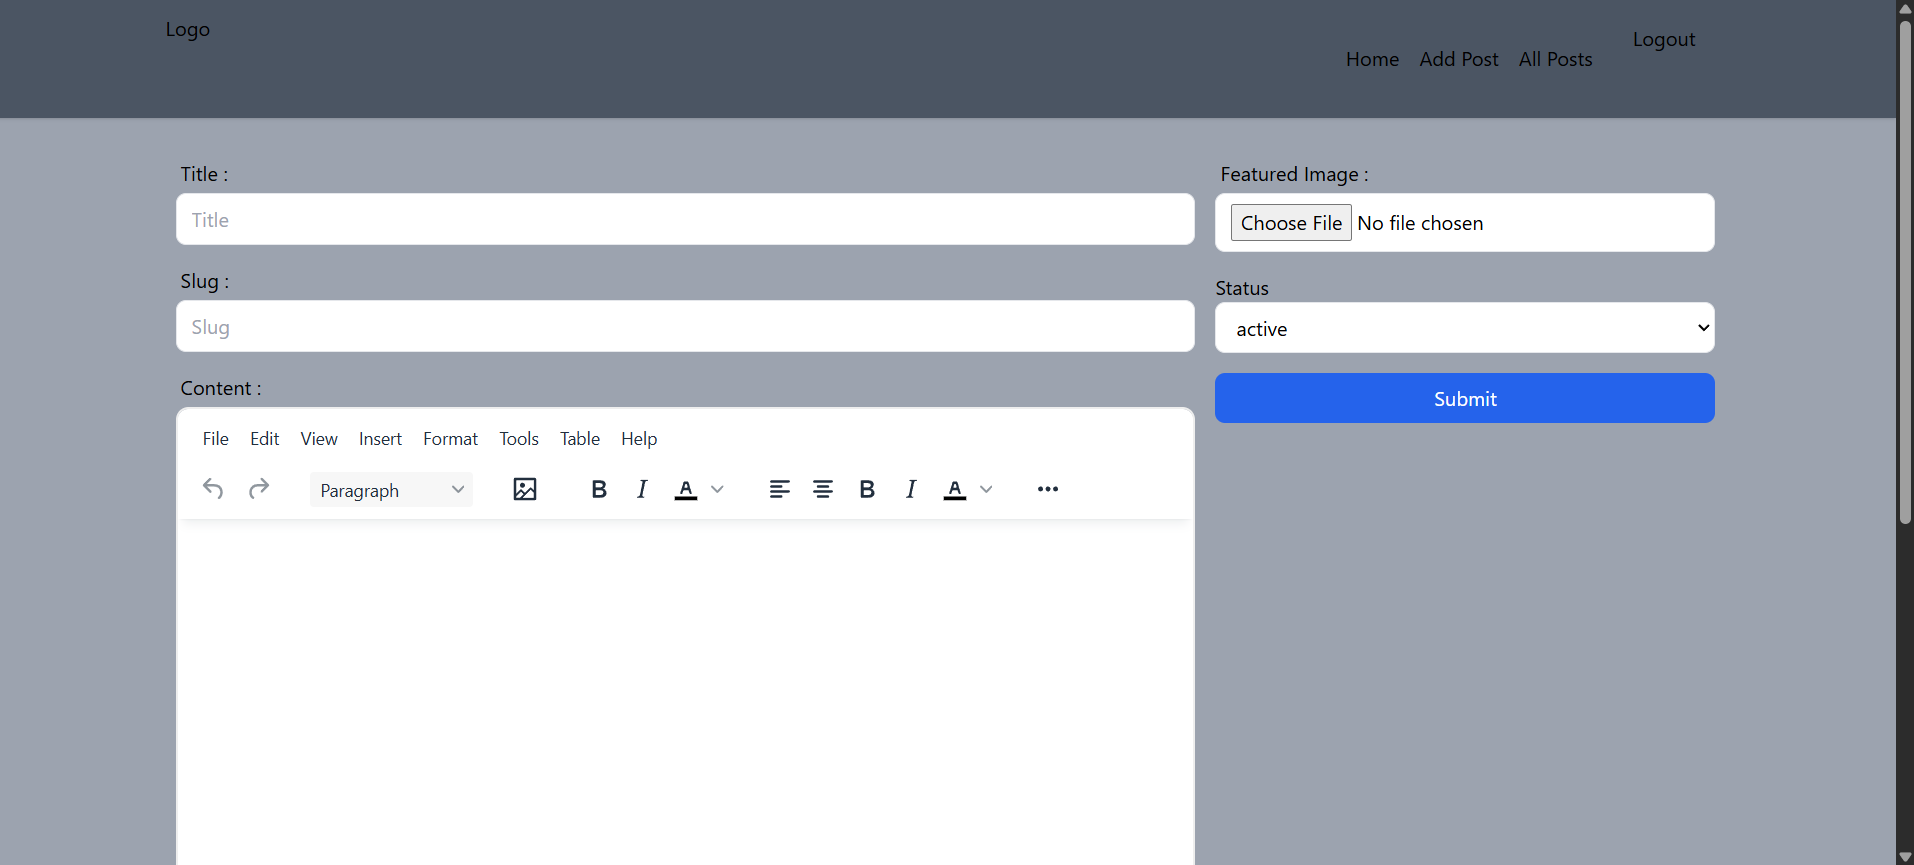 Logo
Home Add Post All Posts Logout
Title :
Title
Slug :
Slug
Content :
File Edit View Insert Format Tools Table Help
Paragraph B I A B I A
Featured Image :
Choose File No file chosen
Status
active
Submit